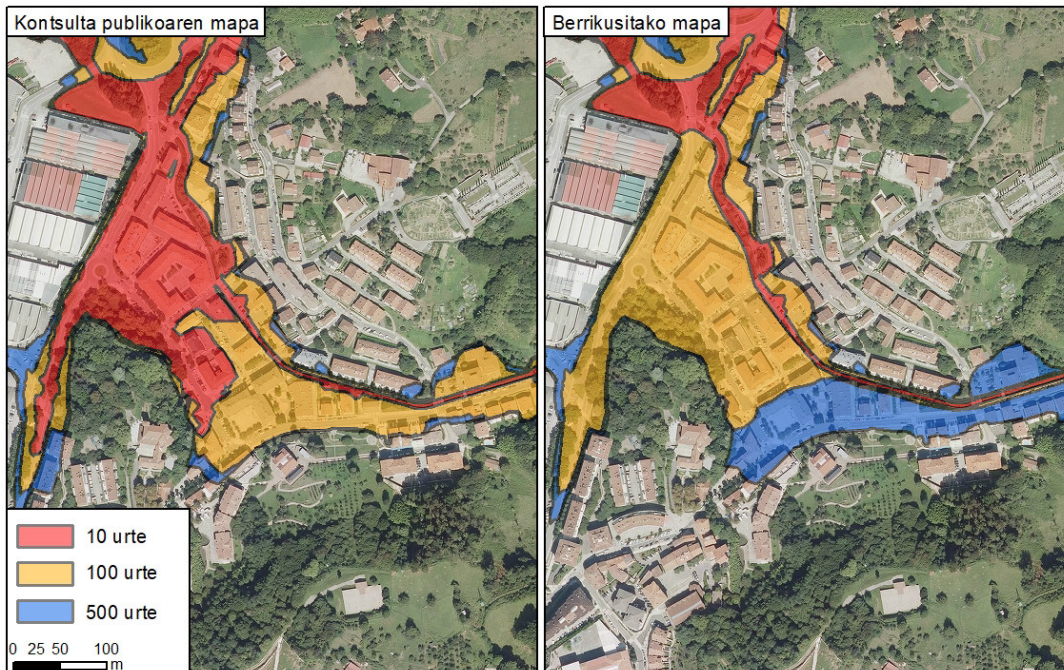 Kontsulta publikoaren mapa
Berrikusitako mapa
10 urte
100 urte
500 urte
0 25 50 100
m